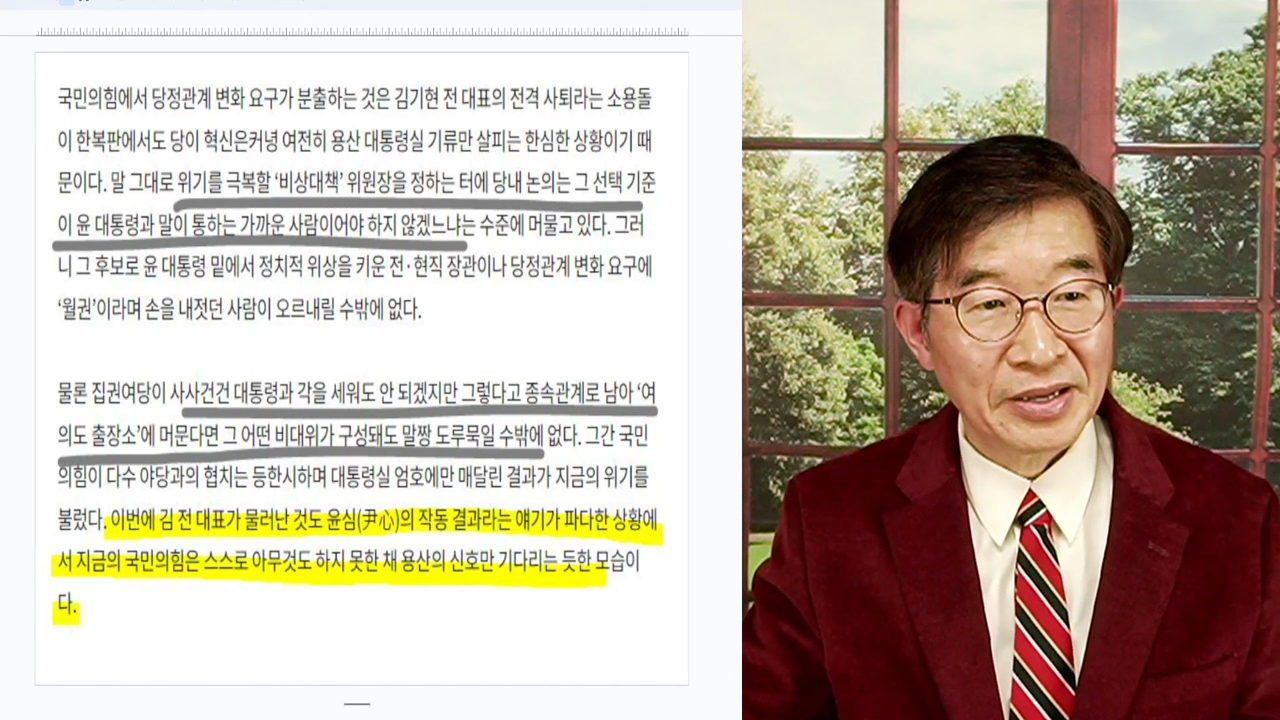 국민의힘에서 당정관계 변화 요구가 분출하는 것은 김기현 전 대표의 전격 사퇴라는 소용돌
이 한복판에서도 당이 혁신은커녕 여전히 용산 대통령실 기류만 살피는 한심한 상황이기 때
문이다. 말 그대로 위기를 극복할 ‘비상대책’ 위원장을 정하는 터에 당내 논의는 그 선택 기준
이 윤 대통령과 말이 통하는 가까운 사람이어야 하지 않겠느냐는 수준에 머물고 있다. 그러
니 그 후보로 윤 대통령 밑에서 정치적 위상을 키운 전·현직 장관이나 당정관계 변화 요구에
‘월권’이라며 손을 내젓던 사람이 오르내릴 수밖에 없다.
물론 집권여당이 사사건건 대통령과 각을 세워도 안 되겠지만 그렇다고 종속관계로 남아 ‘여
의도 출장소’에 머문다면 그 어떤 비대위가 구성돼도 말짱 도루묵일 수밖에 없다. 그간 국민
의힘이 다수 야당과의 협치는 등한시하며 대통령실 엄호에만 매달린 결과가 지금의 위기를
불렀다. 이번에 김 전 대표가 물러난 것도 윤심(尹心)의 작동 결과라는 얘기가 파다한 상황에
서 지금의 국민의힘은 스스로 아무것도 하지 못한 채 용산의 신호만 기다리는 듯한 모습이
다.